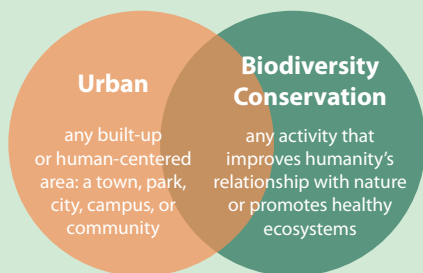 Urban
any built-up
or human-centered
area: a town, park,
city, campus, or
community
Biodiversity
Conservation
any activity that
improves humanity's
relationship with nature
or promotes healthy
ecosystems